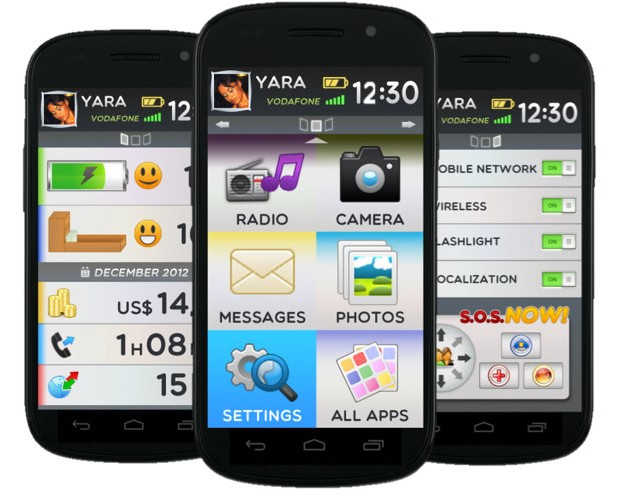 YARA
VODAFONE
12
1
1
DECEMBER 2012
US$ 14,
1H08
15
YARA
VODAFONE
12:30
RADIO
CAMERA
MESSAGES
PHOTOS
SETTINGS
ALL APPS
YARA
VODAFONE
12:30
OBILE NETWORK
ON
IRELESS
ON
LASHLIGHT
ON
OCALIZATION
ON
S.O.S.NOW!